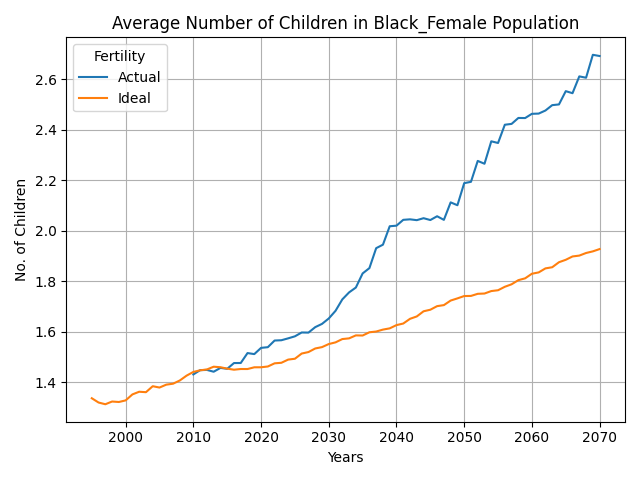 Average Number of Children in Black_Female Population
Fertility
Actual
Ideal
No. of Children
2.6
2.4
2.2
2.0
1.8
1.6
1.4
2000 2010 2020 2030 2040 2050 2060 2070
Years